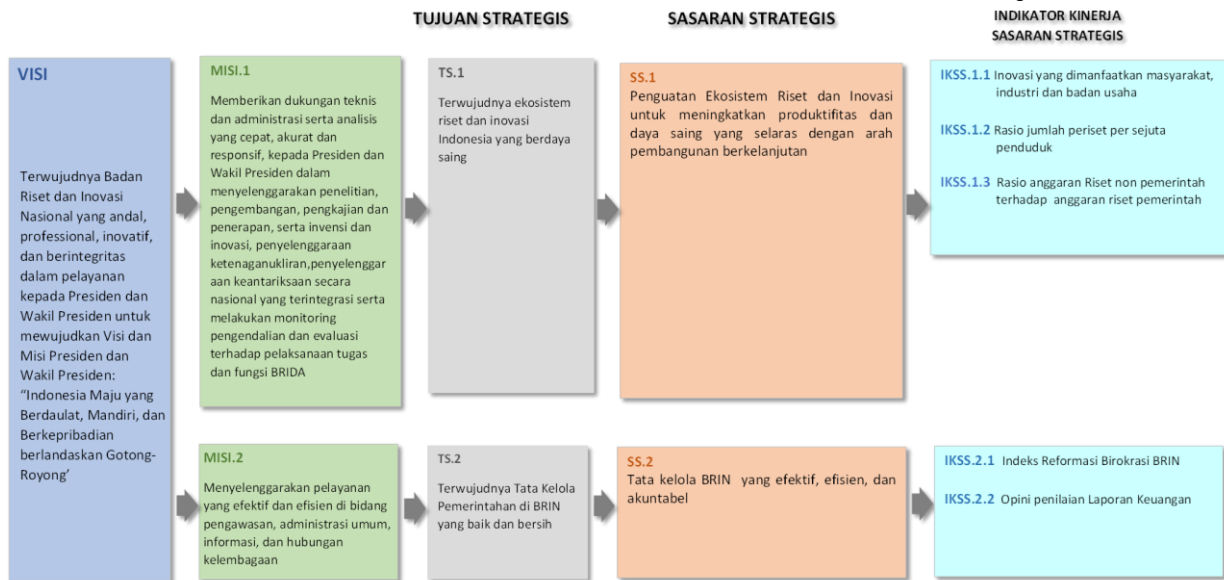 TUJUAN STRATEGIS
SASARAN STRATEGIS
INDIKATOR KINERJA
SASARAN STRATEGIS
VISI
Terwujudnya Badan
Riset dan Inovasi
Nasional yang andal,
professional, inovatif,
dan berintegritas
dalam pelayanan
kepada Presiden dan
Wakil Presiden untuk
mewujudkan Visi dan
Misi Presiden dan
Wakil Presiden:
“Indonesia Maju yang
Berdaulat, Mandiri, dan
Berkepribadian
berlandaskan Gotong-
Royong’
MISI.1
Memberikan dukungan teknis
dan administrasi serta analisis
yang cepat, akurat dan
responsif, kepada Presiden dan
Wakil Presiden dalam
menyelenggarakan penelitian,
pengembangan, pengkajian dan
penerapan, serta invensi dan
inovasi, penyelenggaraan
ketenaganukliran,penyelenggar
aan keantariksaan secara
nasional yang terintegrasi serta
melakukan monitoring
pengendalian dan evaluasi
terhadap pelaksanaan tugas
dan fungsi BRIDA
TS.1
Terwujudnya ekosistem
riset dan inovasi
Indonesia yang berdaya
saing
SS.1
Penguatan Ekosistem Riset dan Inovasi
untuk meningkatkan produktifitas dan
daya saing yang selaras dengan arah
pembangunan berkelanjutan
IKSS.1.1 Inovasi yang dimanfaatkan masyarakat,
industri dan badan usaha
IKSS.1.2 Rasio jumlah periset per sejuta
penduduk
IKSS.1.3 Rasio anggaran Riset non pemerintah
terhadap anggaran riset pemerintah
MISI.2
Menyelenggarakan pelayanan
yang efektif dan efisien di bidang
pengawasan, administrasi umum,
informasi, dan hubungan
kelembagaan
TS.2
Terwujudnya Tata Kelola
Pemerintahan di BRIN
yang baik dan bersih
SS.2
Tata kelola BRIN yang efektif, efisien, dan
akuntabel
IKSS.2.1 Indeks Reformasi Birokrasi BRIN
IKSS.2.2 Opini penilaian Laporan Keuangan